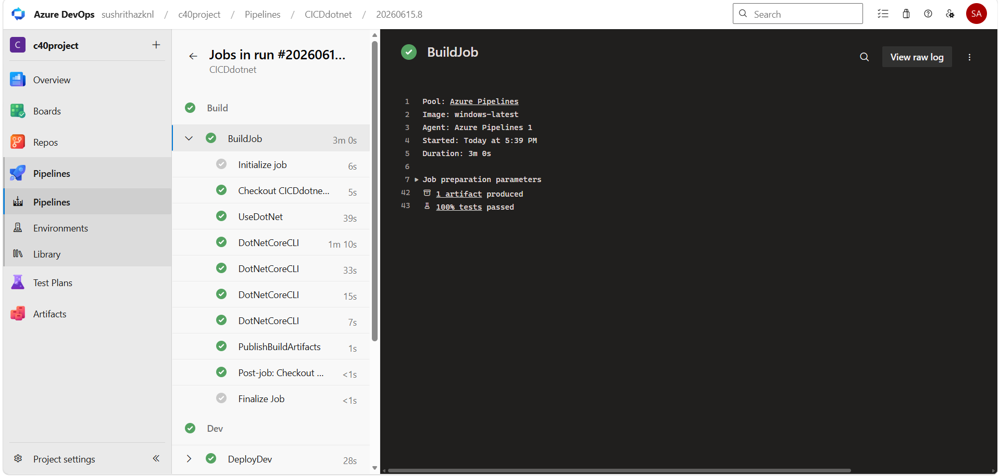 Azure DevOps sushrithazknl / c40project / Pipelines / CICDdotnet / 20260615.8
Search
SA
C c40project
Overview
Boards
Repos
Pipelines
Pipelines
Environments
Library
Test Plans
Artifacts
Project settings
Jobs in run #2026061...
CICDdotnet
Build
BuildJob 3m 0s
Initialize job 6s
Checkout CICDdotne... 5s
UseDotNet 39s
DotNetCoreCLI 1m 10s
DotNetCoreCLI 33s
DotNetCoreCLI 15s
DotNetCoreCLI 7s
PublishBuildArtifacts 1s
Post-job: Checkout ... <1s
Finalize Job <1s
Dev
DeployDev 28s
BuildJob
View raw log
1 Pool: Azure Pipelines
2 Image: windows-latest
3 Agent: Azure Pipelines 1
4 Started: Today at 5:39 PM
5 Duration: 3m 0s
6
7 Job preparation parameters
42 1 artifact produced
43 100% tests passed